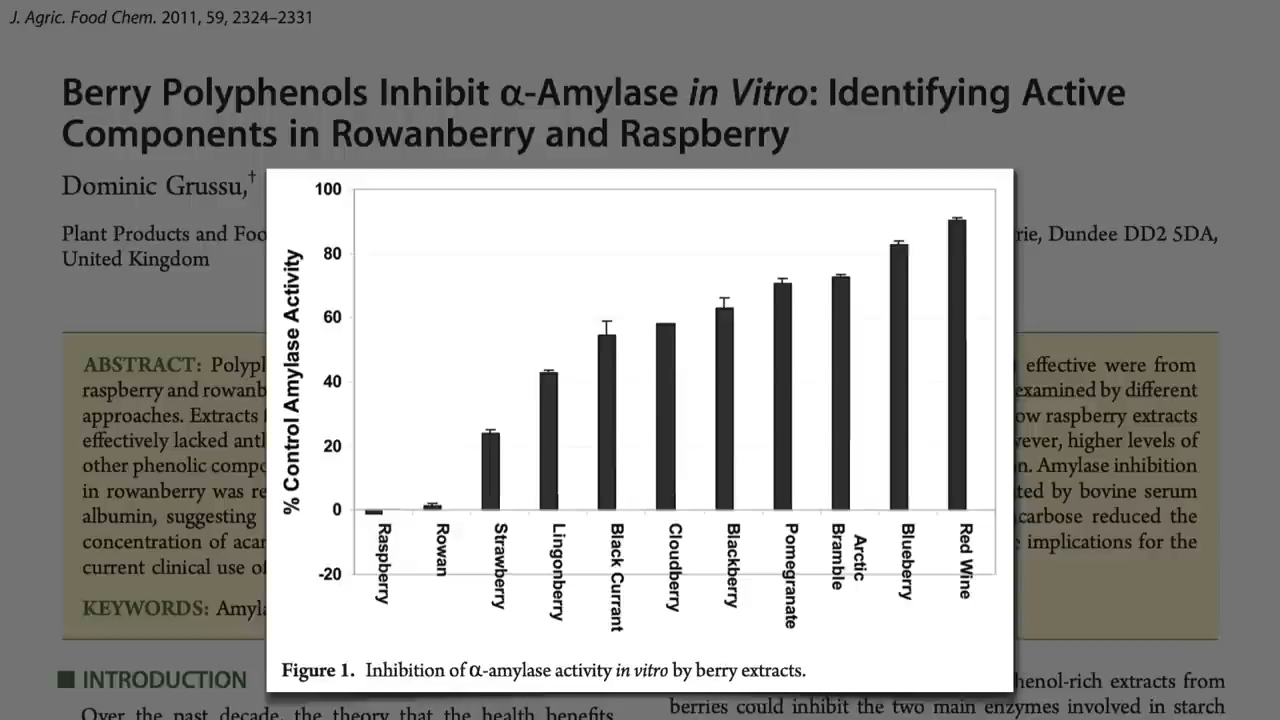 J. Agric. Food Chem. 2011, 59, 2324–2331
Berry Polyphenols Inhibit α-Amylase in Vitro: Identifying Active
Components in Rowanberry and Raspberry
Dominic Grussu,†
Plant Products and Foo
rie, Dundee DD2 5DA,
United Kingdom
ABSTRACT: Polyp
effective were from
raspberry and rowanb
examined by different
approaches. Extracts
ow raspberry extracts
effectively lacked ant
ever, higher levels of
other phenolic compo
n. Amylase inhibition
in rowanberry was re
ted by bovine serum
albumin, suggesting
carbose reduced the
concentration of acar
implications for the
current clinical use of
KEYWORDS: Amyla
INTRODUCTION
Over the past decade, the theory that the health benefits
henol-rich extracts from
berries could inhibit the two main enzymes involved in starch
% Control Amylase Activity
100
80
60
40
20
0
-20
Raspberry
Rowan
Strawberry
Lingonberry
Black Currant
Cloudberry
Blackberry
Pomegranate
Arctic
Bramble
Blueberry
Red Wine
Figure 1. Inhibition of α-amylase activity in vitro by berry extracts.